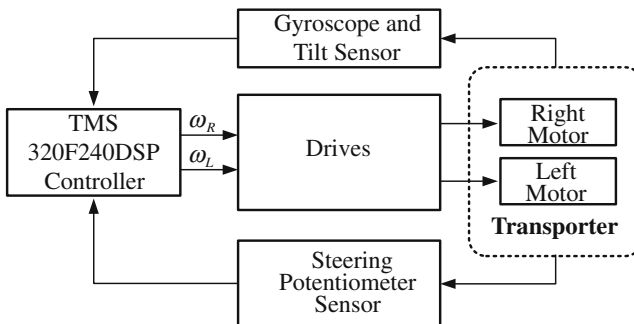 Gyroscope and
Tilt Sensor
TMS
320F240DSP
Controller
ω_R
ω_L
Drives
Right
Motor
Left
Motor
Transporter
Steering
Potentiometer
Sensor